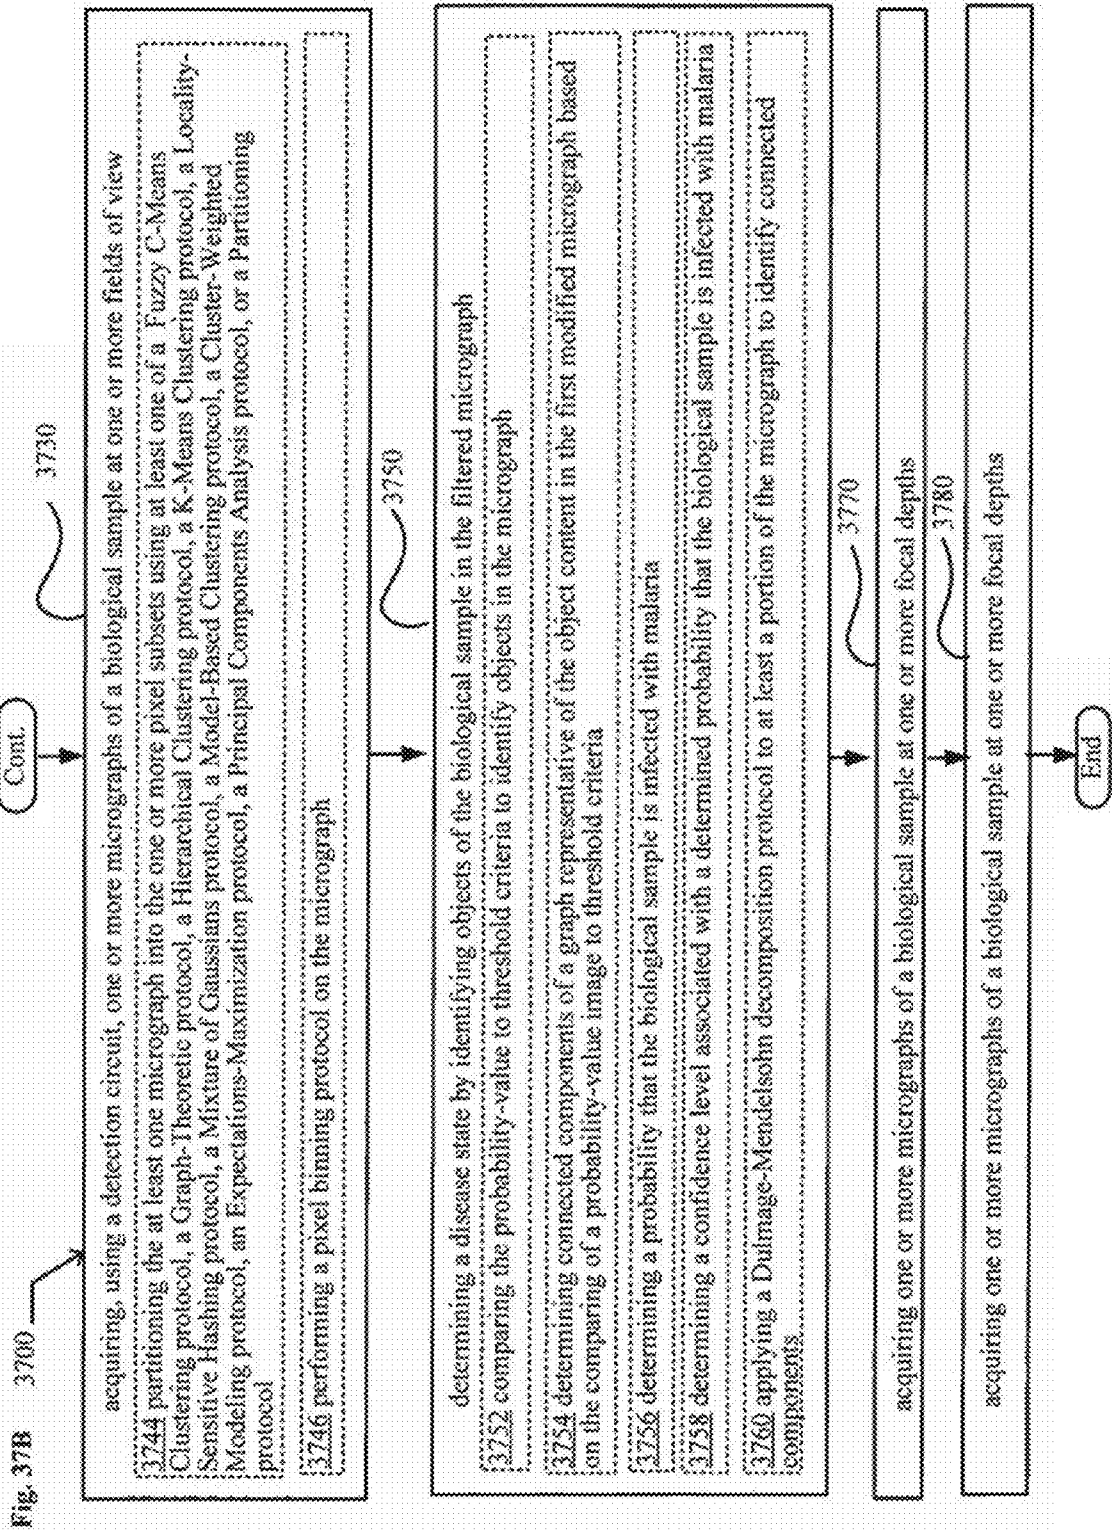 Fig. 37B
3700
Cont.
3730
acquiring, using a detection circuit, one or more micrographs of a biological sample at one or more fields of view
3744 partitioning the at least one micrograph into the one or more pixel subsets using at least one of a Fuzzy C-Means
Clustering protocol, a Graph-Theoretic protocol, a Hierarchical Clustering protocol, a K-Means Clustering protocol, a Locality-
Sensitive Hashing protocol, a Mixture of Gaussians protocol, a Model-Based Clustering protocol, a Cluster-Weighted
Modeling protocol, an Expectations-Maximization protocol, a Principal Components Analysis protocol, or a Partitioning
protocol
3746 performing a pixel binning protocol on the micrograph
3750
determining a disease state by identifying objects of the biological sample in the filtered micrograph
3752 comparing the probability-value to threshold criteria to identify objects in the micrograph
3754 determining connected components of a graph representative of the object content in the first modified micrograph based
on the comparing of a probability-value image to threshold criteria
3756 determining a probability that the biological sample is infected with malaria
3758 determining a confidence level associated with a determined probability that the biological sample is infected with malaria
3760 applying a Dulmage-Mendelsohn decomposition protocol to at least a portion of the micrograph to identify connected
components
3770
acquiring one or more micrographs of a biological sample at one or more focal depths
3780
acquiring one or more micrographs of a biological sample at one or more focal depths
End